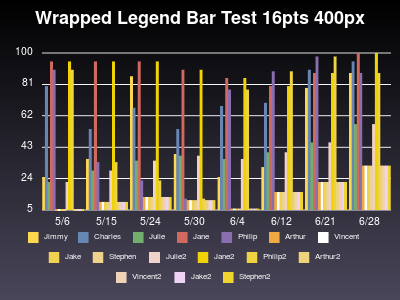 Wrapped Legend Bar Test 16pts 400px
100
81
62
43
24
5
5/6 5/15 5/24 5/30 6/4 6/12 6/21 6/28
Jimmy Charles Julie Jane Philip Arthur Vincent
Jake Stephen Julie2 Jane2 Philip2 Arthur2
Vincent2 Jake2 Stephen2